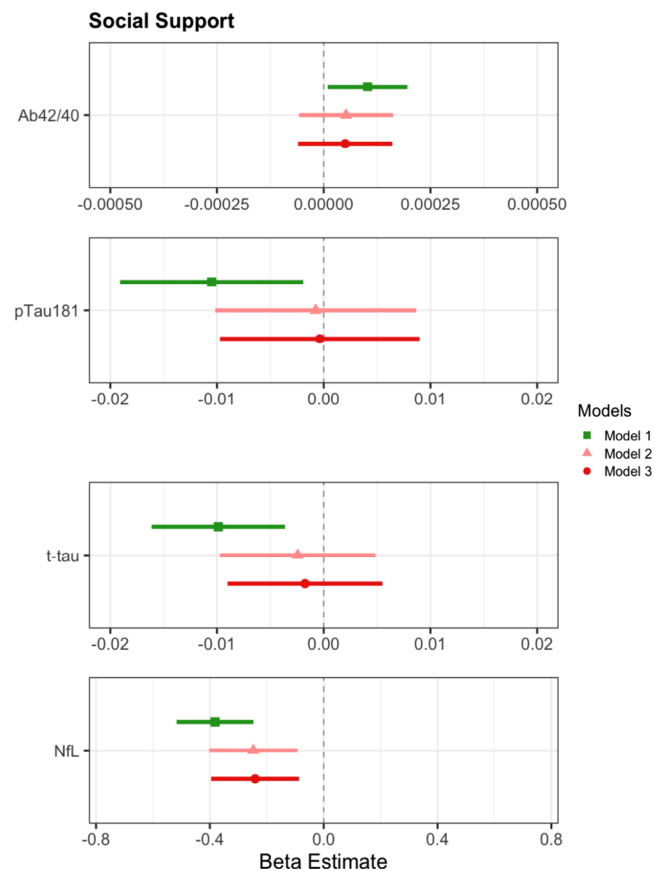 Social Support
Ab42/40
-0.00050 -0.00025 0.00000 0.00025 0.00050
pTau181
-0.02 -0.01 0.00 0.01 0.02
Models
Model 1
Model 2
Model 3
t-tau
-0.02 -0.01 0.00 0.01 0.02
NfL
-0.8 -0.4 0.0 0.4 0.8
Beta Estimate